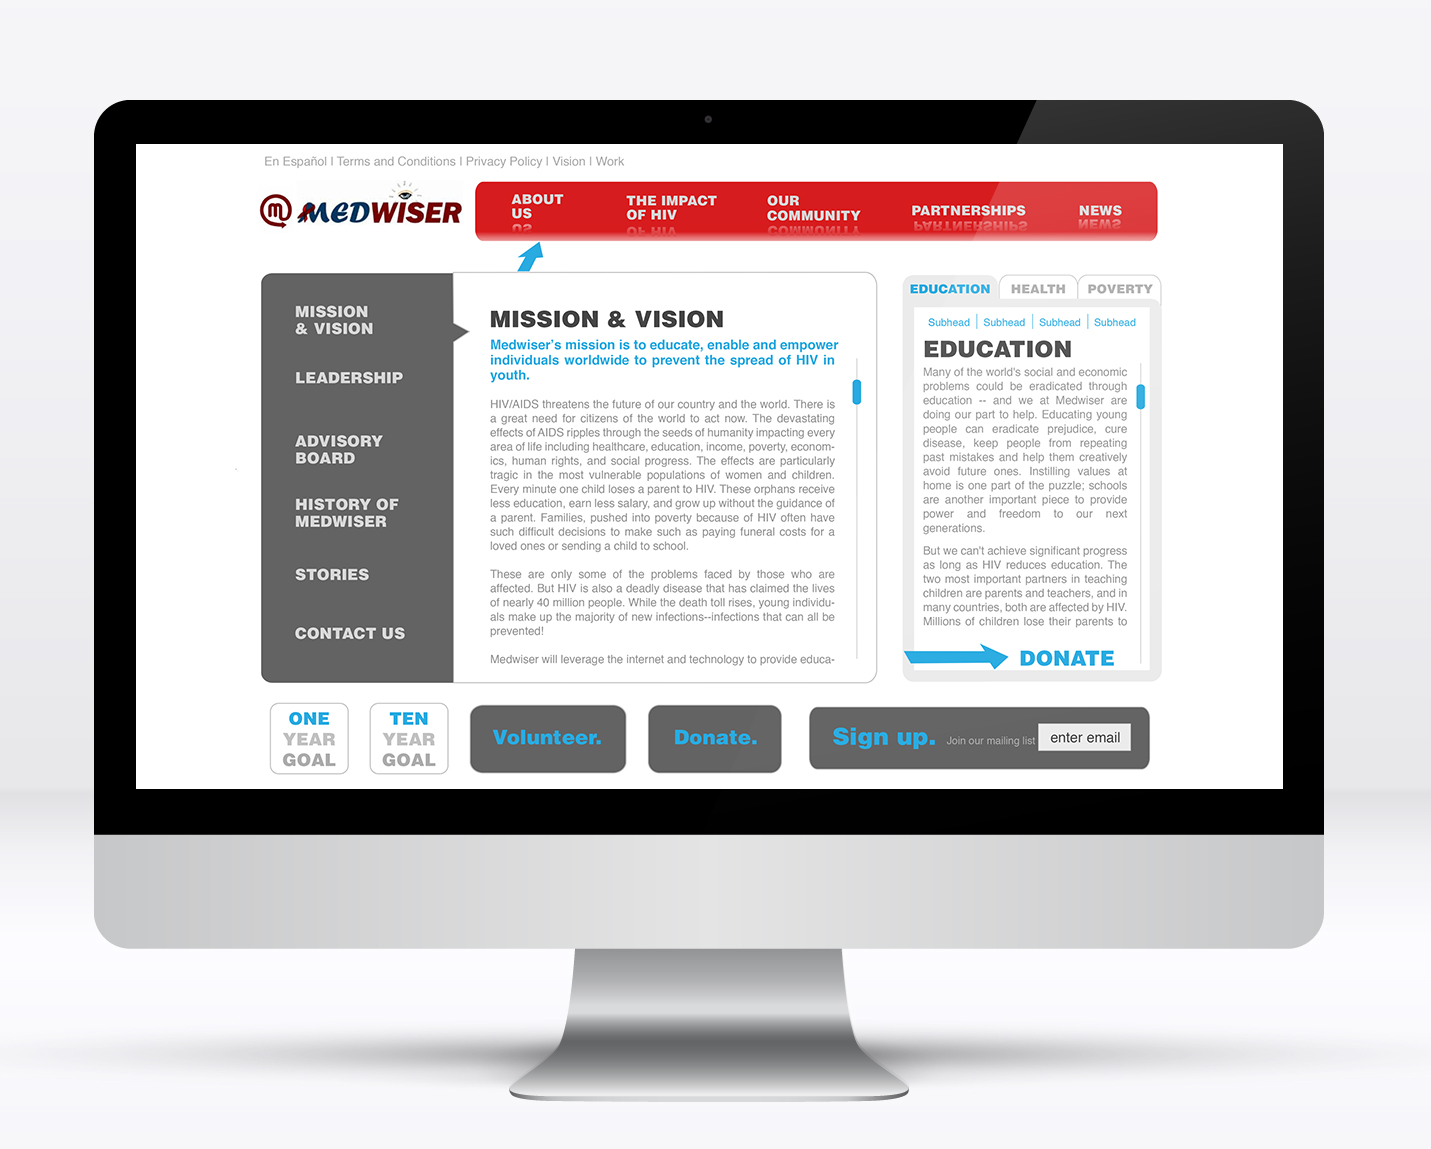 En Español | Terms and Conditions | Privacy Policy | Vision | Work
m MEDWISER
ABOUT
US
THE IMPACT
OF HIV
OUR
COMMUNITY
PARTNERSHIPS
NEWS
MISSION
& VISION
LEADERSHIP
ADVISORY
BOARD
HISTORY OF
MEDWISER
STORIES
CONTACT US
MISSION & VISION
Medwiser's mission is to educate, enable and empower
individuals worldwide to prevent the spread of HIV in
youth.
HIV/AIDS threatens the future of our country and the world. There is
a great need for citizens of the world to act now. The devastating
effects of AIDS ripples through the seeds of humanity impacting every
area of life including healthcare, education, income, poverty, econom-
ics, human rights, and social progress. The effects are particularly
tragic in the most vulnerable populations of women and children.
Every minute one child loses a parent to HIV. These orphans receive
less education, earn less salary, and grow up without the guidance of
a parent. Families, pushed into poverty because of HIV often have
such difficult decisions to make such as paying funeral costs for a
loved ones or sending a child to school.
These are only some of the problems faced by those who are
affected. But HIV is also a deadly disease that has claimed the lives
of nearly 40 million people. While the death toll rises, young individu-
als make up the majority of new infections--infections that can all be
prevented!
Medwiser will leverage the internet and technology to provide educa-
EDUCATION
HEALTH
POVERTY
Subhead | Subhead | Subhead | Subhead
EDUCATION
Many of the world's social and economic
problems could be eradicated through
education -- and we at Medwiser are
doing our part to help. Educating young
people can eradicate prejudice, cure
disease, keep people from repeating
past mistakes and help them creatively
avoid future ones. Instilling values at
home is one part of the puzzle; schools
are another important piece to provide
power and freedom to our next
generations.
But we can't achieve significant progress
as long as HIV reduces education. The
two most important partners in teaching
children are parents and teachers, and in
many countries, both are affected by HIV.
Millions of children lose their parents to
DONATE
ONE
YEAR
GOAL
TEN
YEAR
GOAL
Volunteer.
Donate.
Sign up. Join our mailing list enter email